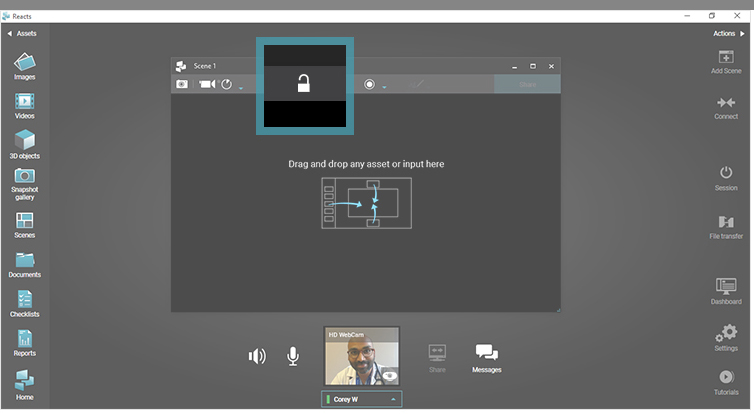 Reacts
Assets
Actions
Images
Videos
3D objects
Snapshot
gallery
Scenes
Documents
Checklists
Reports
Home
Scene 1
Share
Drag and drop any asset or input here
HD WebCam
Share
Messages
Corey W
Add Scene
Connect
Session
File transfer
Dashboard
Settings
Tutorials